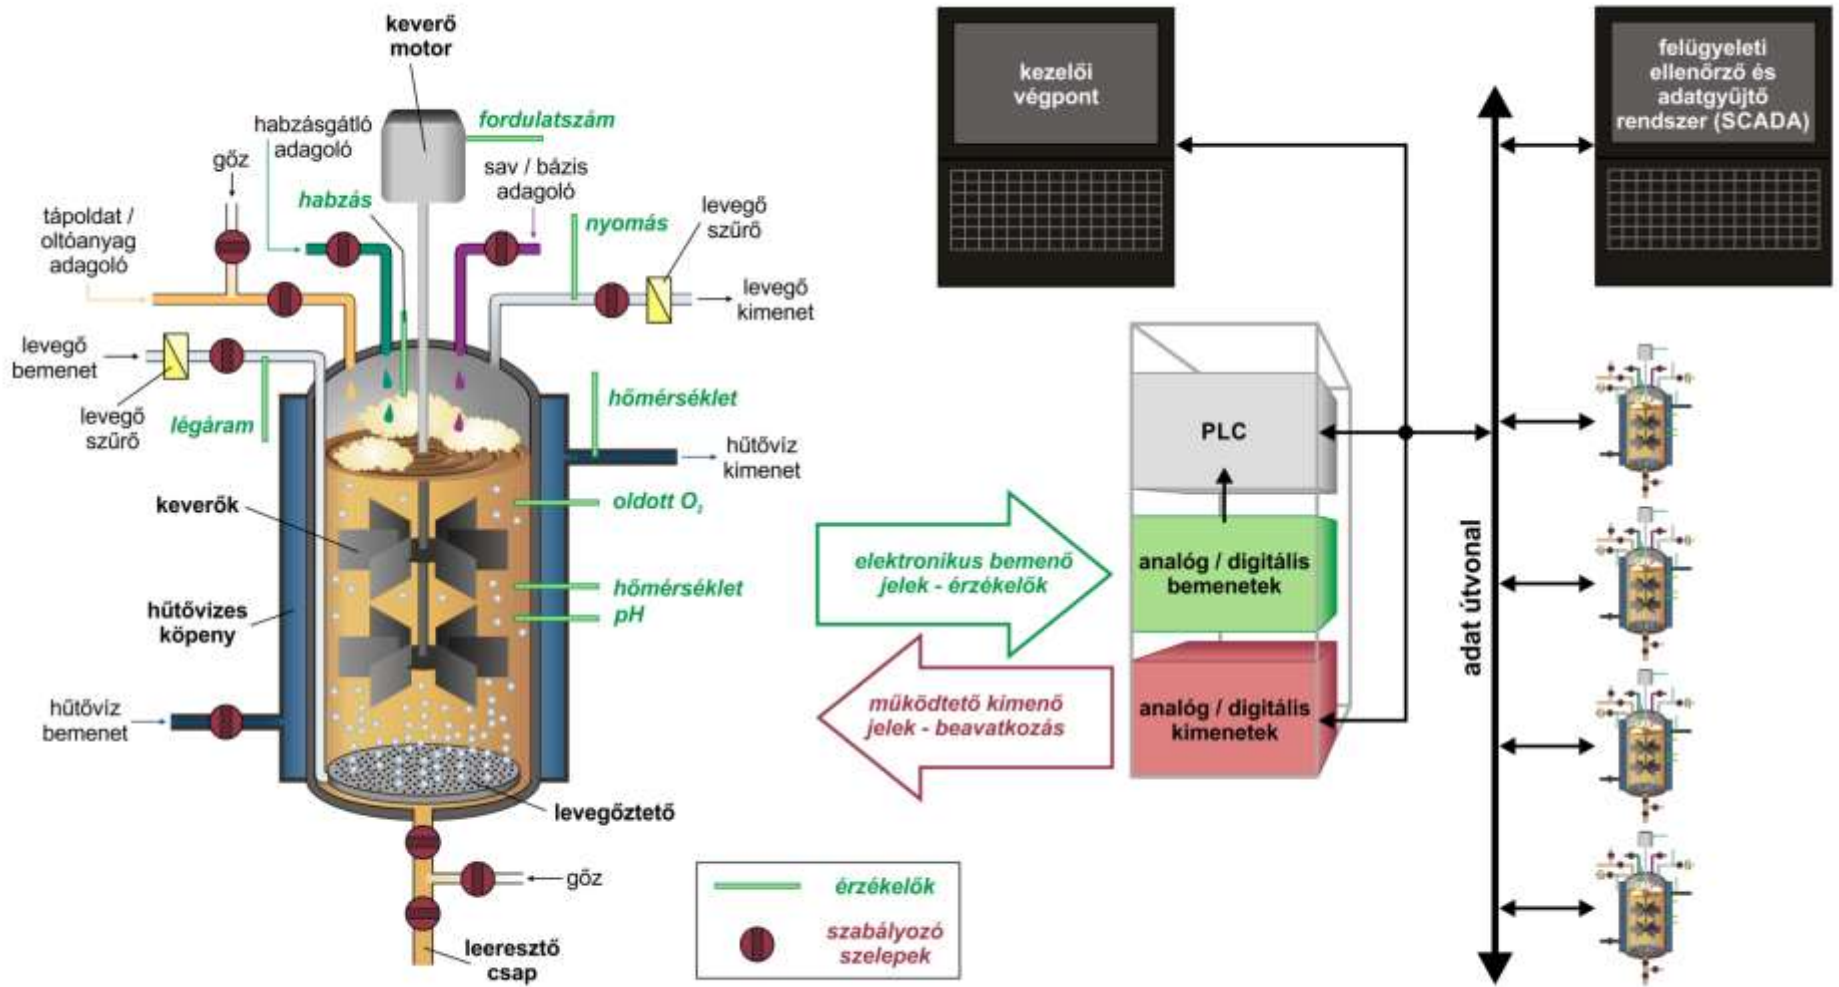 keverő
motor
habzásgátló
adagoló
fordulatszám
gőz
sav / bázis
adagoló
habzás
tápoldat /
oltóanyag
adagoló
nyomás
levegő
szűrő
levegő
kimenet
levegő
bemenet
levegő
szűrő
légáram
hőmérséklet
hűtővíz
kimenet
keverők
oldott O₂
hőmérséklet
pH
hűtővizes
köpeny
hűtővíz
bemenet
levegőztető
gőz
leeresztő
csap
érzékelők
szabályozó
szelepek
kezelői
végpont
felügyeleti
ellenőrző és
adatgyűjtő
rendszer (SCADA)
PLC
elektronikus bemenő
jelek - érzékelők
analóg / digitális
bemenetek
működtető kimenő
jelek - beavatkozás
analóg / digitális
kimenetek
adat útvonal